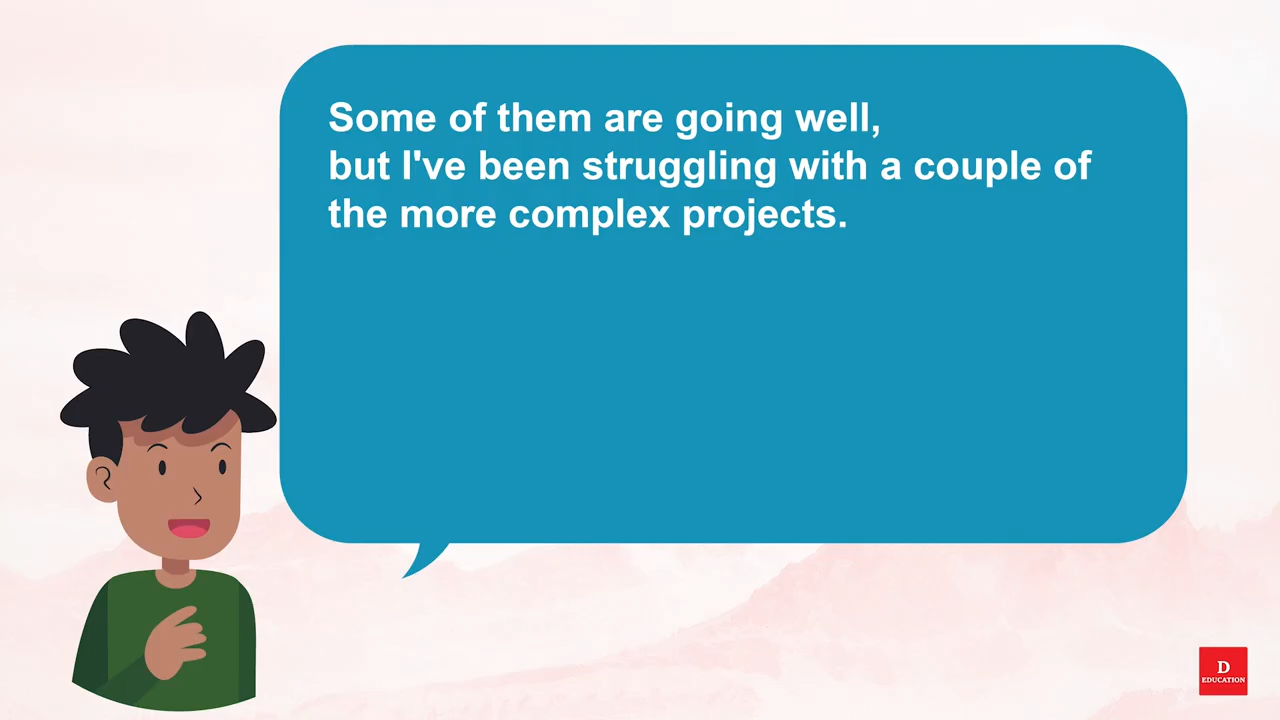 Some of them are going well,
but I've been struggling with a couple of
the more complex projects.
D
EDUCATION